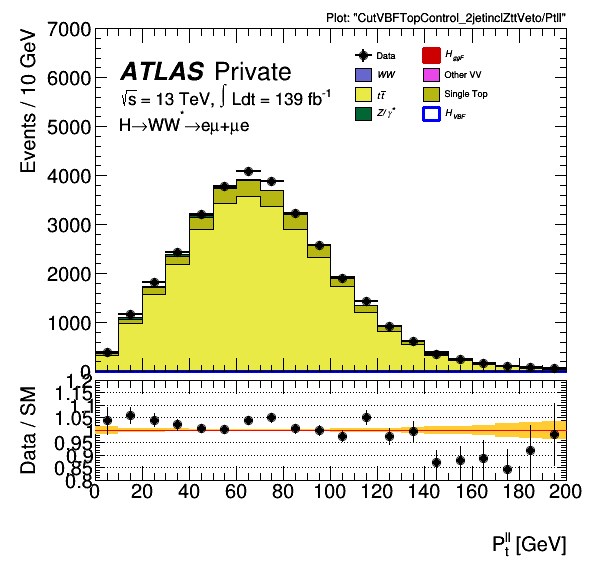 Plot: "CutVBFTopControl_2jetinclZttVeto/Ptll"
Events / 10 GeV
7000
6000
5000
4000
3000
2000
1000
0
ATLAS Private
√s = 13 TeV, ∫ Ldt = 139 fb⁻¹
H→WW*→eμ+μe
Data
H ggF
WW
Other VV
tt̅
Single Top
Z/γ*
H VBF
Data / SM
1.2
1.15
1.1
1.05
1
0.95
0.9
0.85
0.8
0 20 40 60 80 100 120 140 160 180 200
P_t^ll [GeV]